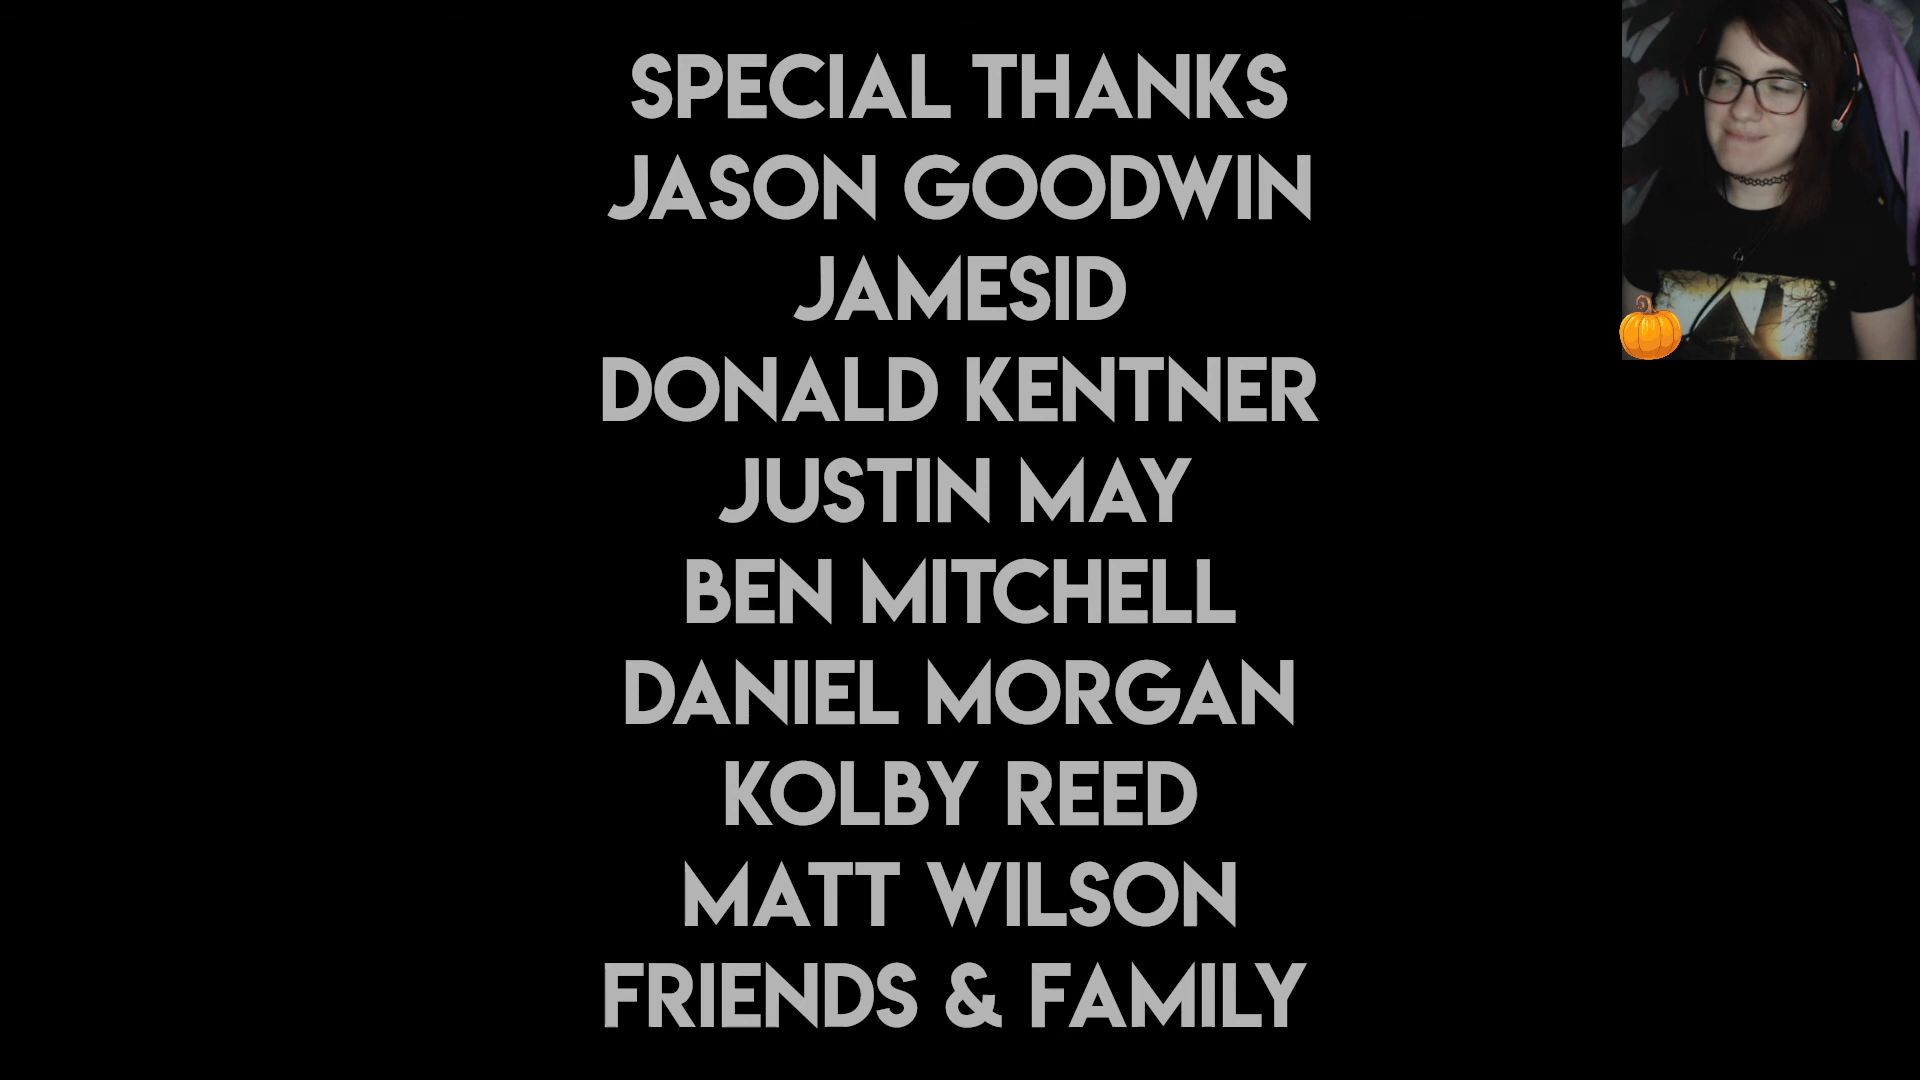 SPECIAL THANKS
JASON GOODWIN
JAMESID
DONALD KENTNER
JUSTIN MAY
BEN MITCHELL
DANIEL MORGAN
KOLBY REED
MATT WILSON
FRIENDS & FAMILY